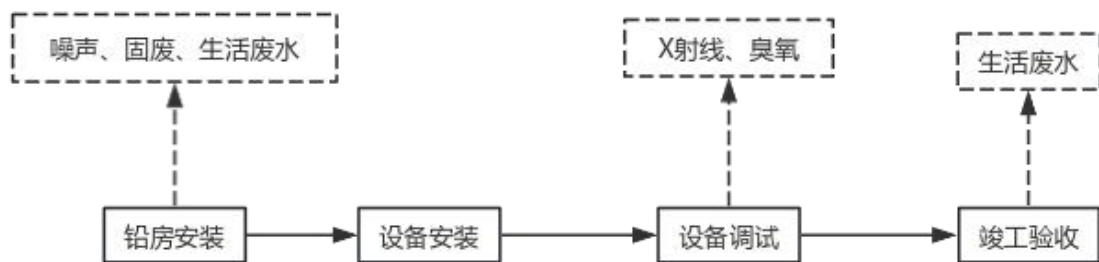 噪声、固废、生活废水
X射线、臭氧
生活废水
铅房安装
设备安装
设备调试
竣工验收